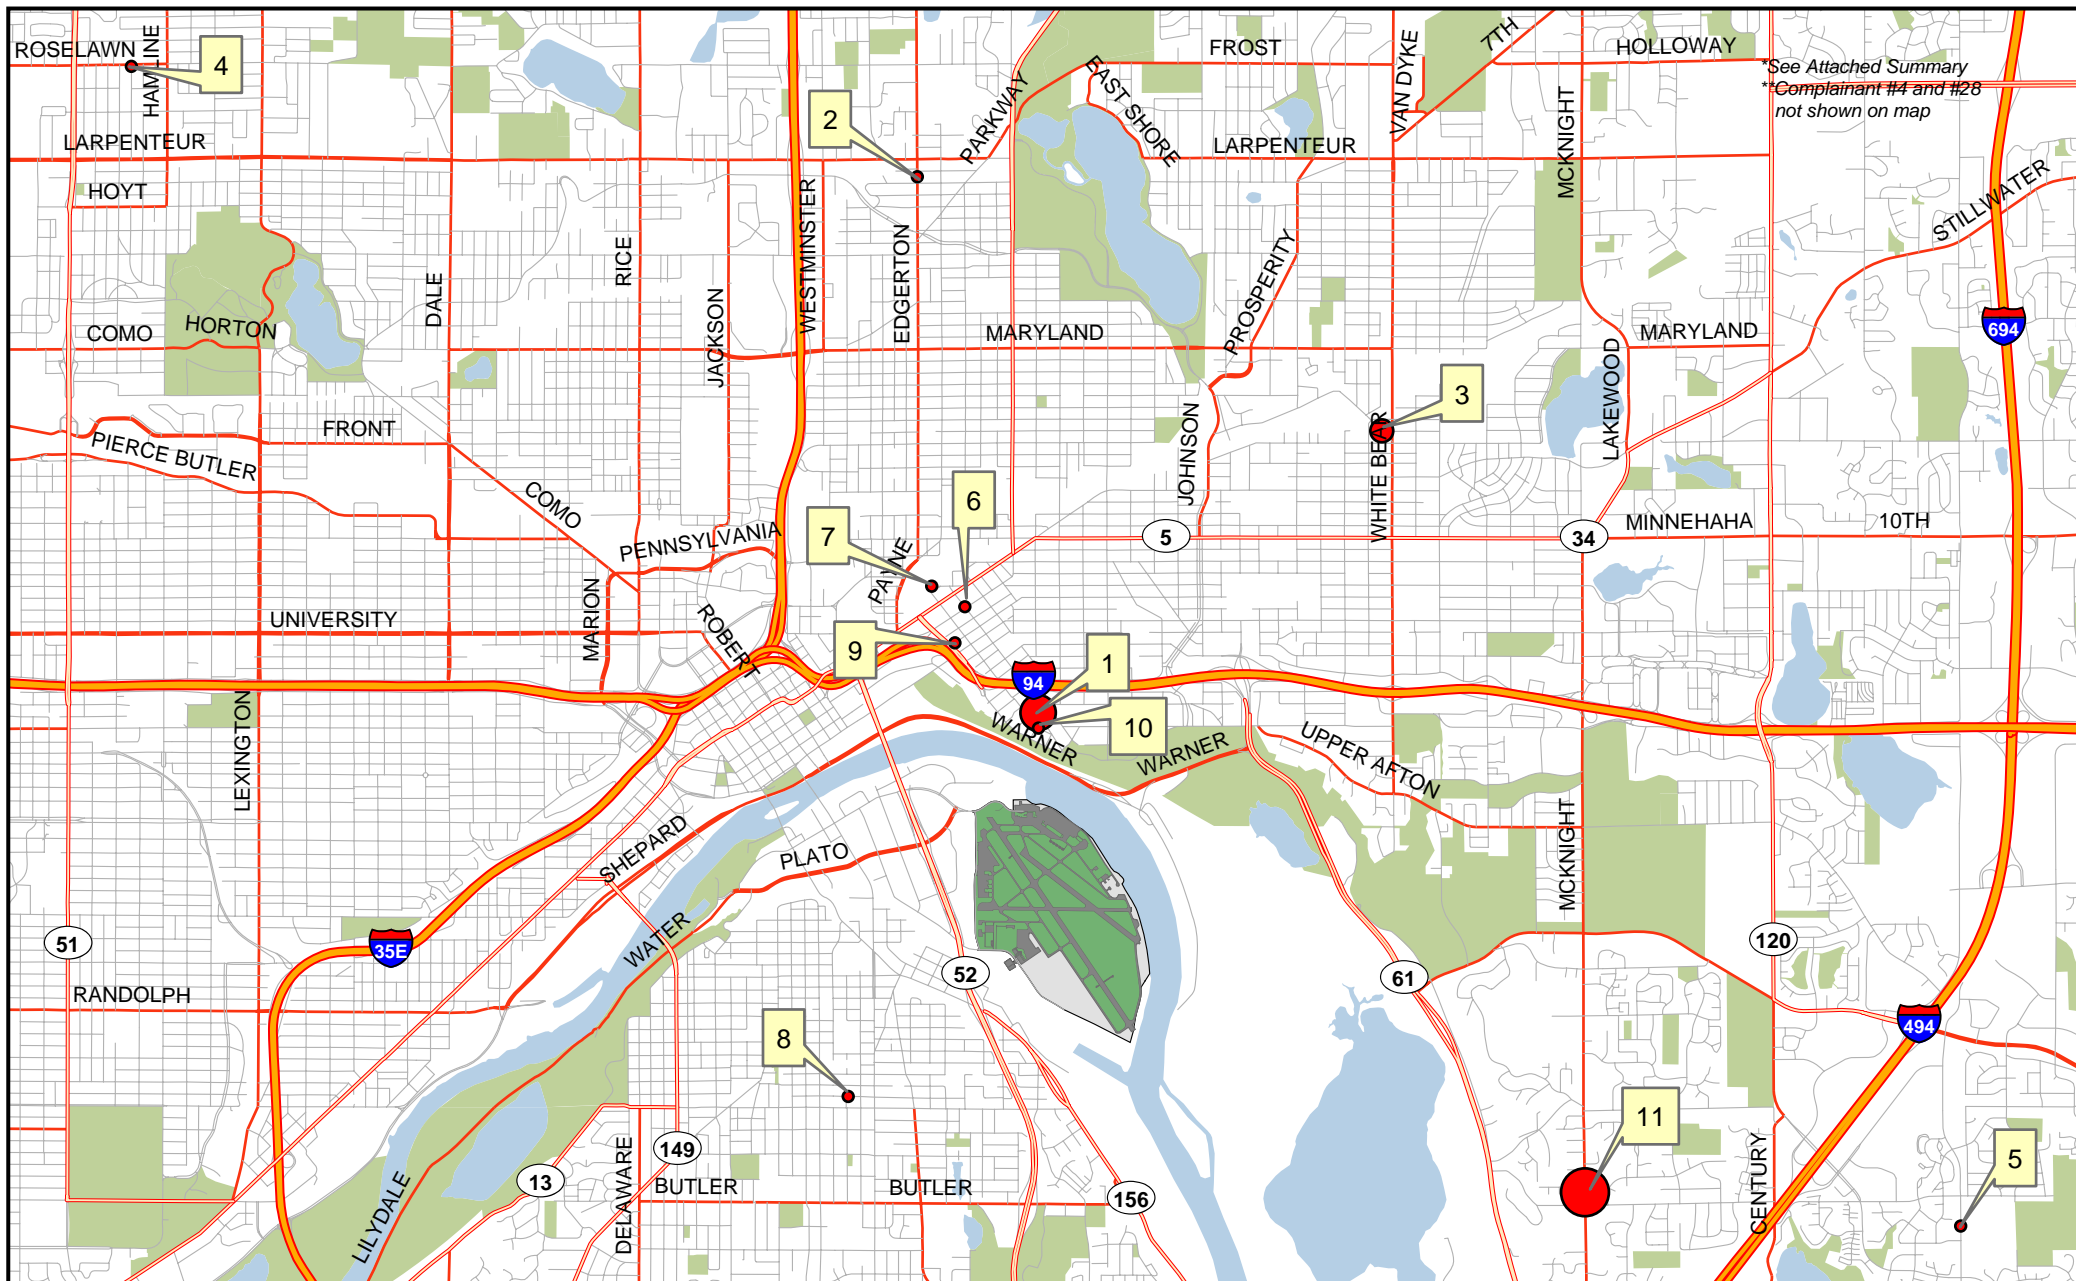 ROSELAWN
HAMLINE
4
LARPENTEUR
HOYT
2
PARKWAY
EAST SHORE
FROST
VAN DYKE
7TH
HOLLOWAY
*See Attached Summary
**Complainant #4 and #28
not shown on map
LARPENTEUR
MCKNIGHT
STILLWATER
WESTMINSTER
EDGERTON
RICE
DALE
JACKSON
COMO
HORTON
MARYLAND
PROSPERITY
MARYLAND
LAKEWOOD
694
3
FRONT
PIERCE BUTLER
COMO
PENNSYLVANIA
JOHNSON
WHITE BEAR
6
7
PAYNE
5
34
MINNEHAHA
10TH
UNIVERSITY
MARION
ROBERT
9
94
1
10
LEXINGTON
WARNER
WARNER
UPPER AFTON
SHEPARD
PLATO
MCKNIGHT
WATER
51
35E
52
61
120
RANDOLPH
494
8
11
5
DELAWARE
149
13
BUTLER
BUTLER
156
LILYDALE
CENTURY